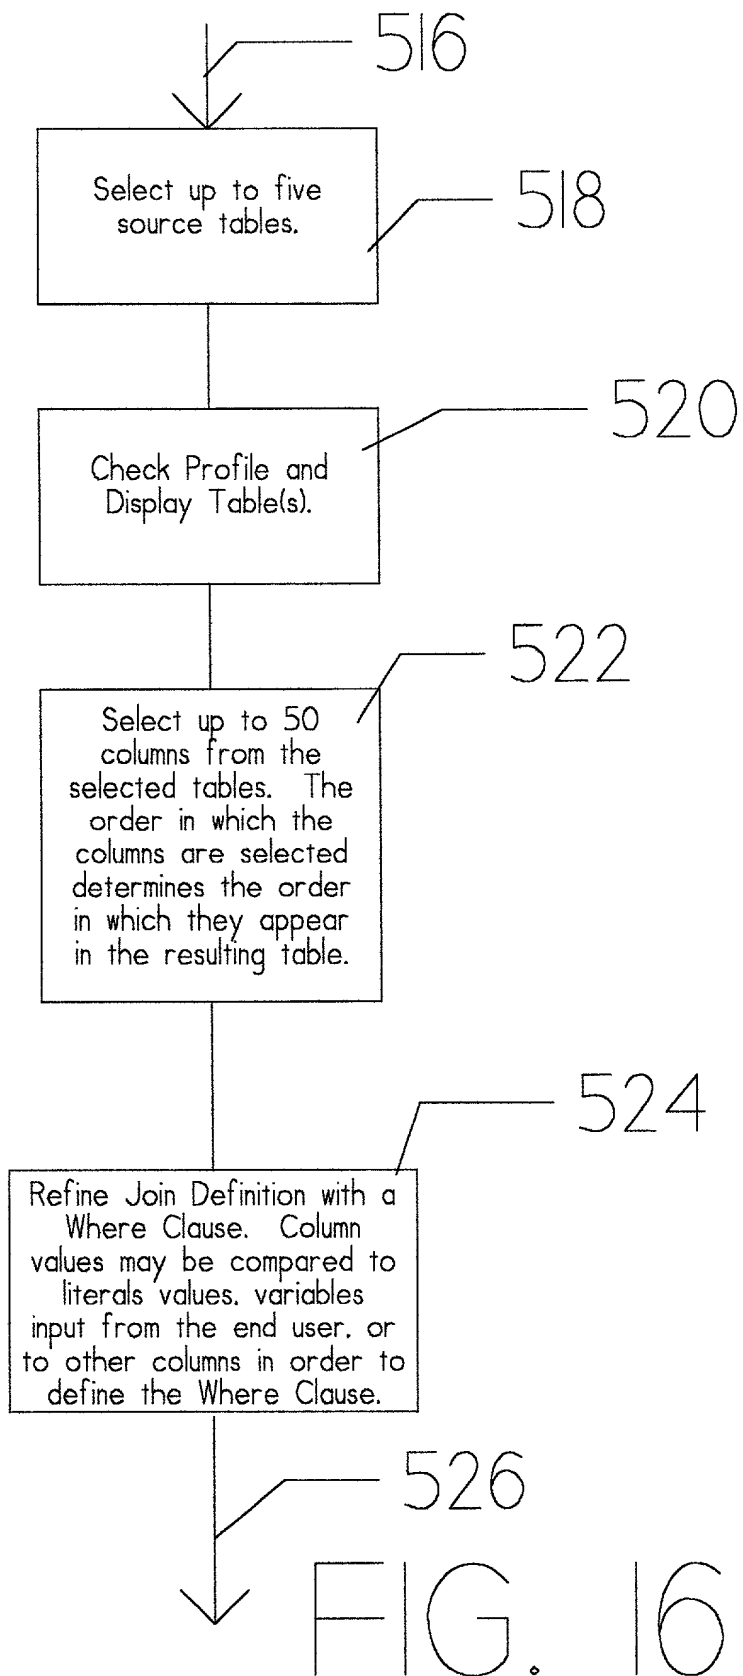 516
Select up to five
source tables.
518
520
Check Profile and
Display Table(s).
522
Select up to 50
columns from the
selected tables. The
order in which the
columns are selected
determines the order
in which they appear
in the resulting table.
524
Refine Join Definition with a
Where Clause. Column
values may be compared to
literals values. variables
input from the end user. or
to other columns in order to
define the Where Clause.
526
FIG. 16